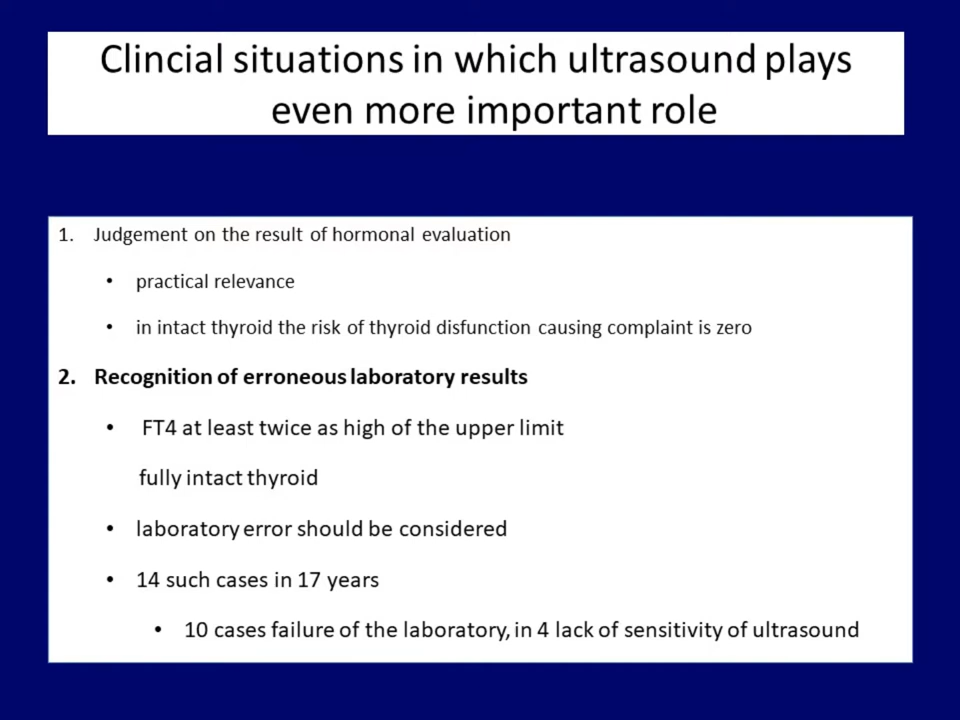 Clincial situations in which ultrasound plays
even more important role
1. Judgement on the result of hormonal evaluation
• practical relevance
• in intact thyroid the risk of thyroid disfunction causing complaint is zero
2. Recognition of erroneous laboratory results
• FT4 at least twice as high of the upper limit
fully intact thyroid
• laboratory error should be considered
• 14 such cases in 17 years
• 10 cases failure of the laboratory, in 4 lack of sensitivity of ultrasound